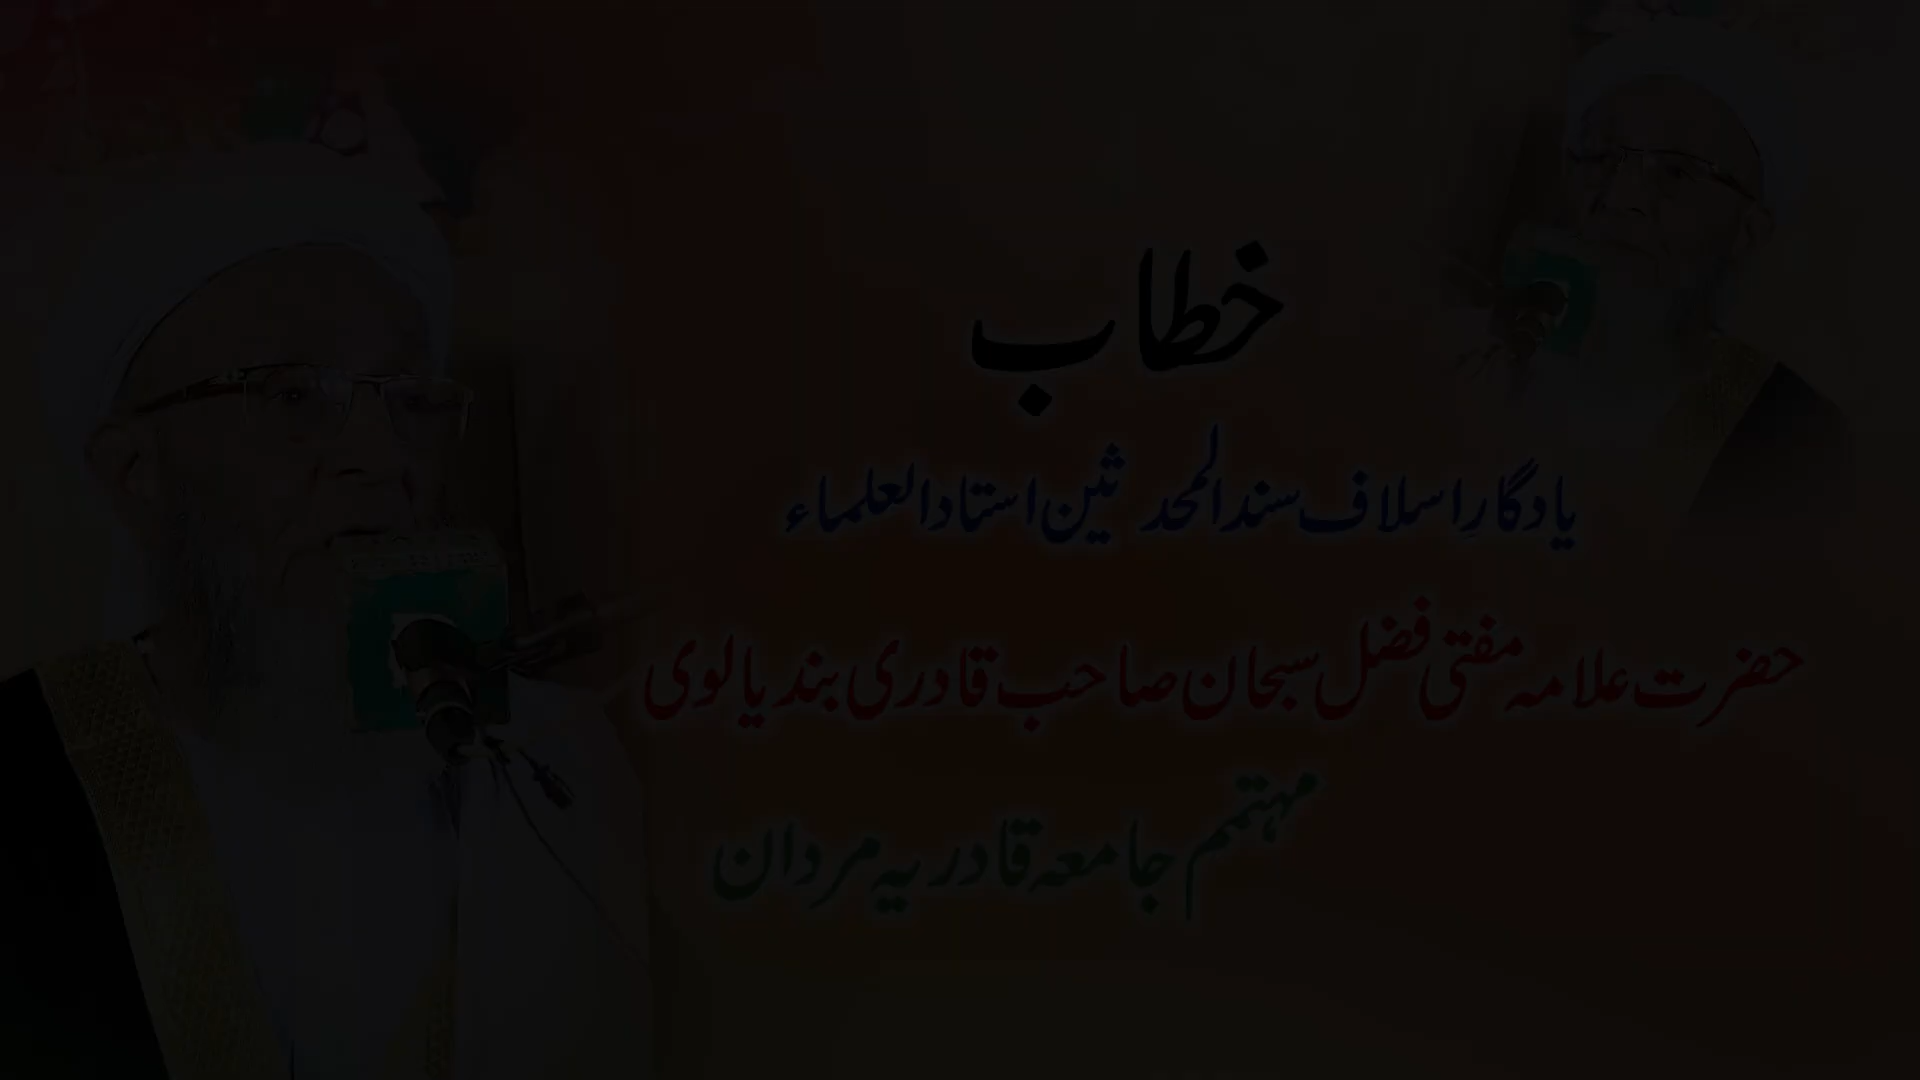 خطاب
یادگارِ اسلاف سند المحدثین استاد العلماء
حضرت علامہ مفتی فضل سبحان صاحب قادری بندیالوی
مہتمم جامعہ قادریہ مردان